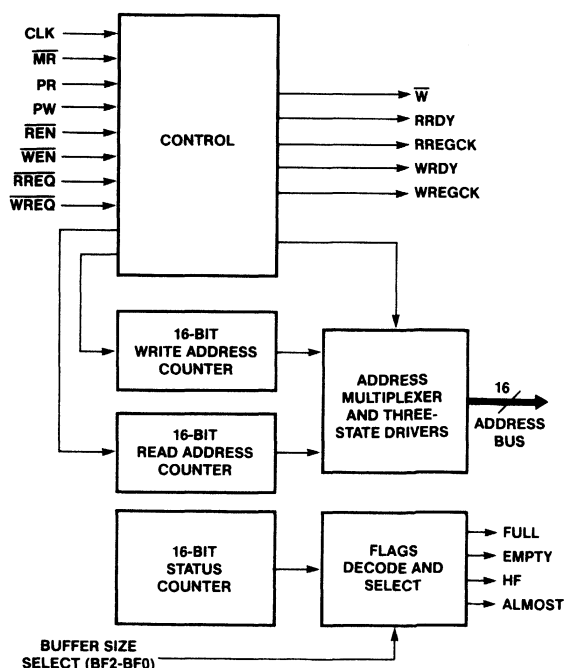 CLK
MR
PR
PW
REN
WEN
RREQ
WREQ
CONTROL
W
RRDY
RREGCK
WRDY
WREGCK
16-BIT
WRITE ADDRESS
COUNTER
16-BIT
READ ADDRESS
COUNTER
ADDRESS
MULTIPLEXER
AND THREE-
STATE DRIVERS
16
ADDRESS
BUS
16-BIT
STATUS
COUNTER
FLAGS
DECODE AND
SELECT
FULL
EMPTY
HF
ALMOST
BUFFER SIZE
SELECT (BF2-BF0)